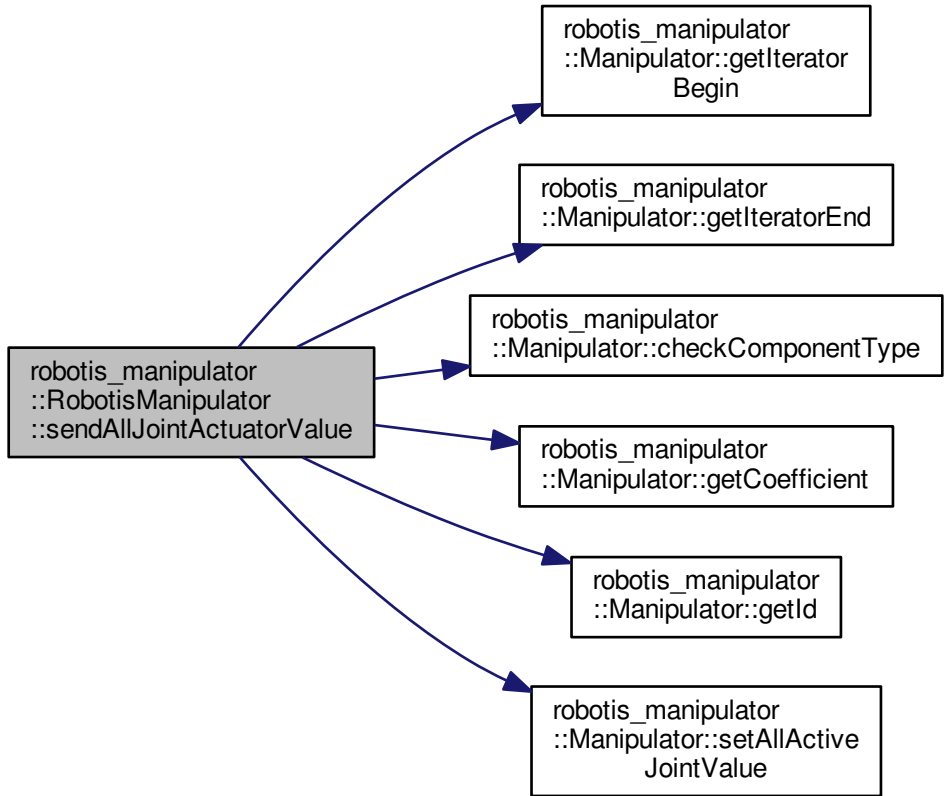 robotis_manipulator
::Manipulator::getIterator
Begin
robotis_manipulator
::Manipulator::getIteratorEnd
robotis_manipulator
::Manipulator::checkComponentType
robotis_manipulator
::RobotisManipulator
::sendAllJointActuatorValue
robotis_manipulator
::Manipulator::getCoefficient
robotis_manipulator
::Manipulator::getId
robotis_manipulator
::Manipulator::setAllActive
JointValue